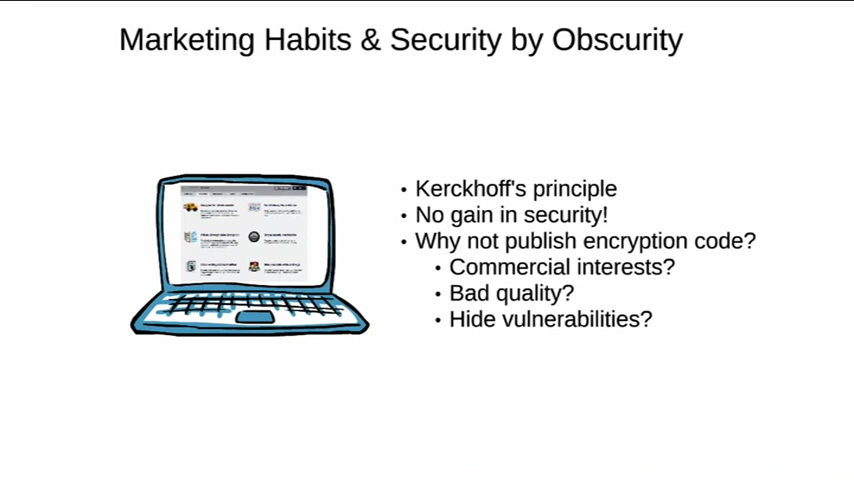 Marketing Habits & Security by Obscurity
• Kerckhoff's principle
• No gain in security!
• Why not publish encryption code?
• Commercial interests?
• Bad quality?
• Hide vulnerabilities?